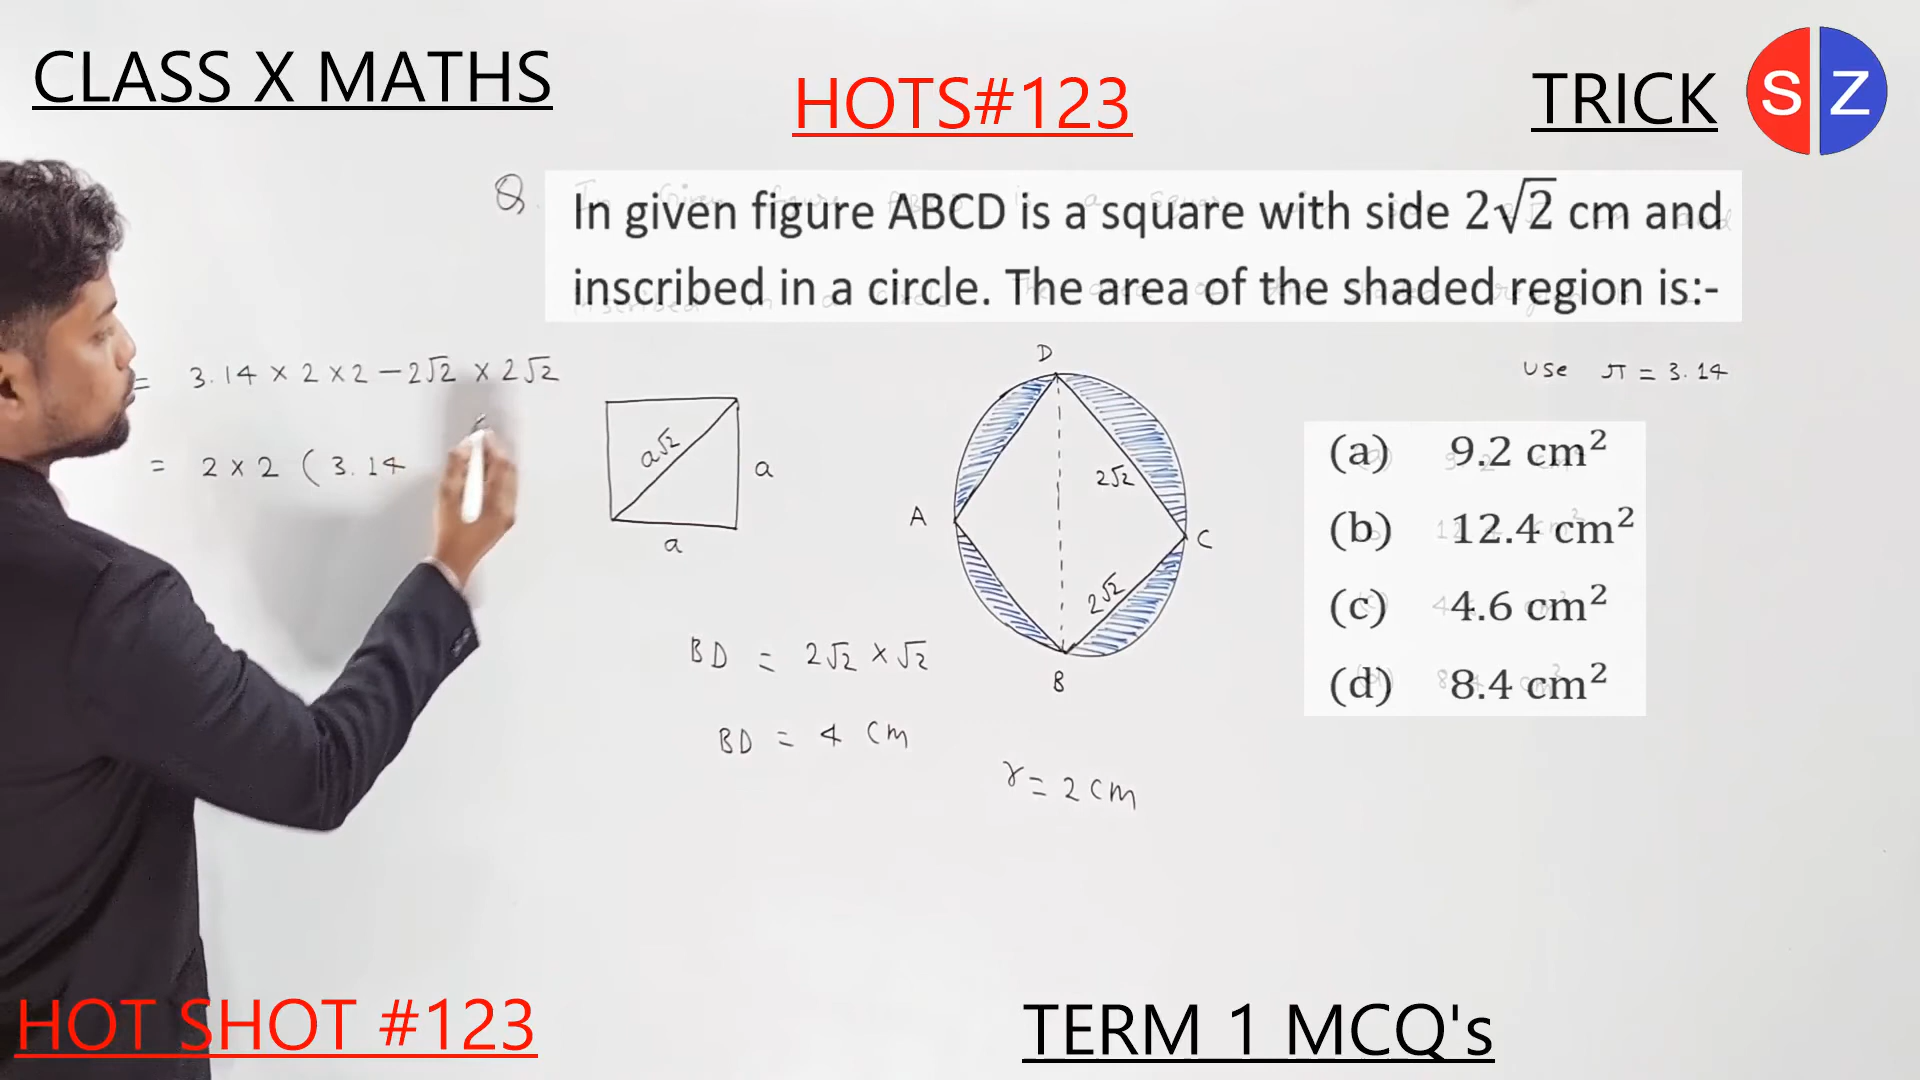 CLASS X MATHS
HOTS#123
TRICK
S Z
Q.
In given figure ABCD is a square with side 2√2 cm and
inscribed in a circle. The area of the shaded region is:-
= 3.14 × 2 × 2 − 2√2 × 2√2
= 2 × 2 ( 3.14
a√2
a
a
D
A
C
B
2√2
2√2
use π = 3.14
(a) 9.2 cm²
(b) 12.4 cm²
(c) 4.6 cm²
(d) 8.4 cm²
BD = 2√2 × √2
BD = 4 cm
r = 2 cm
HOT SHOT #123
TERM 1 MCQ's